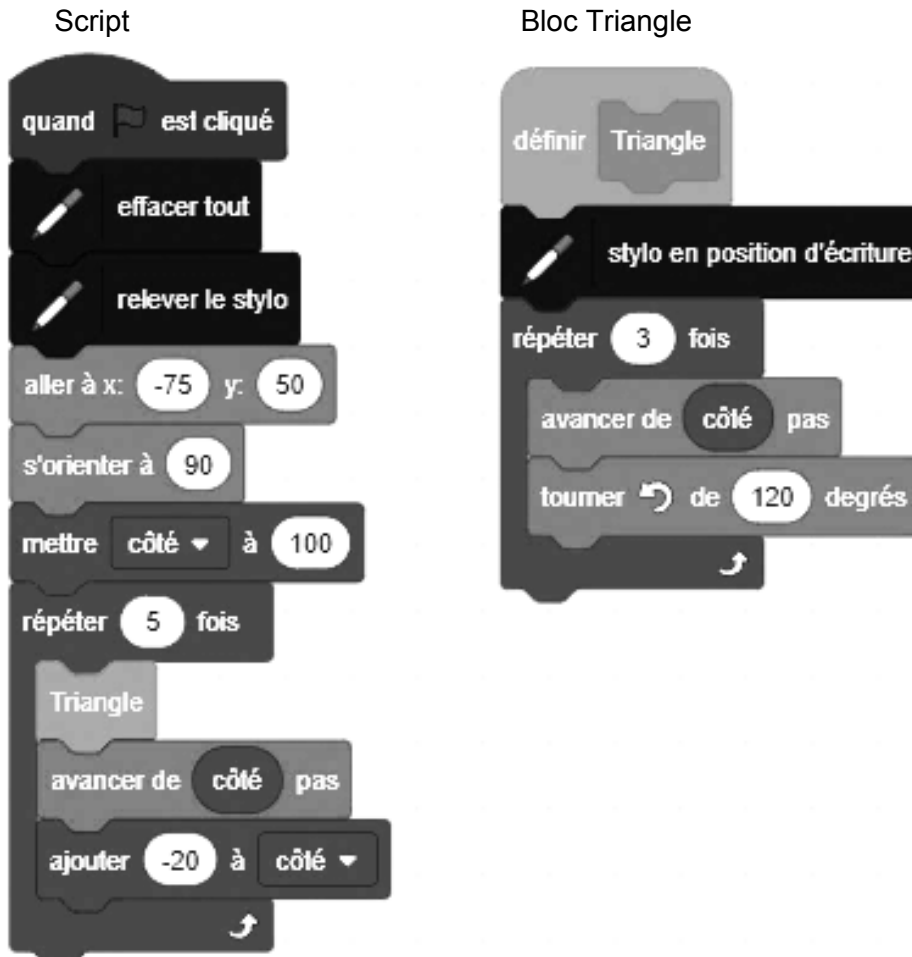 Script
quand est cliqué
effacer tout
relever le stylo
aller à x: -75 y: 50
s'orienter à 90
mettre côté à 100
répéter 5 fois
Triangle
avancer de côté pas
ajouter -20 à côté
Bloc Triangle
définir Triangle
stylo en position d'écriture
répéter 3 fois
avancer de côté pas
tourner de 120 degrés